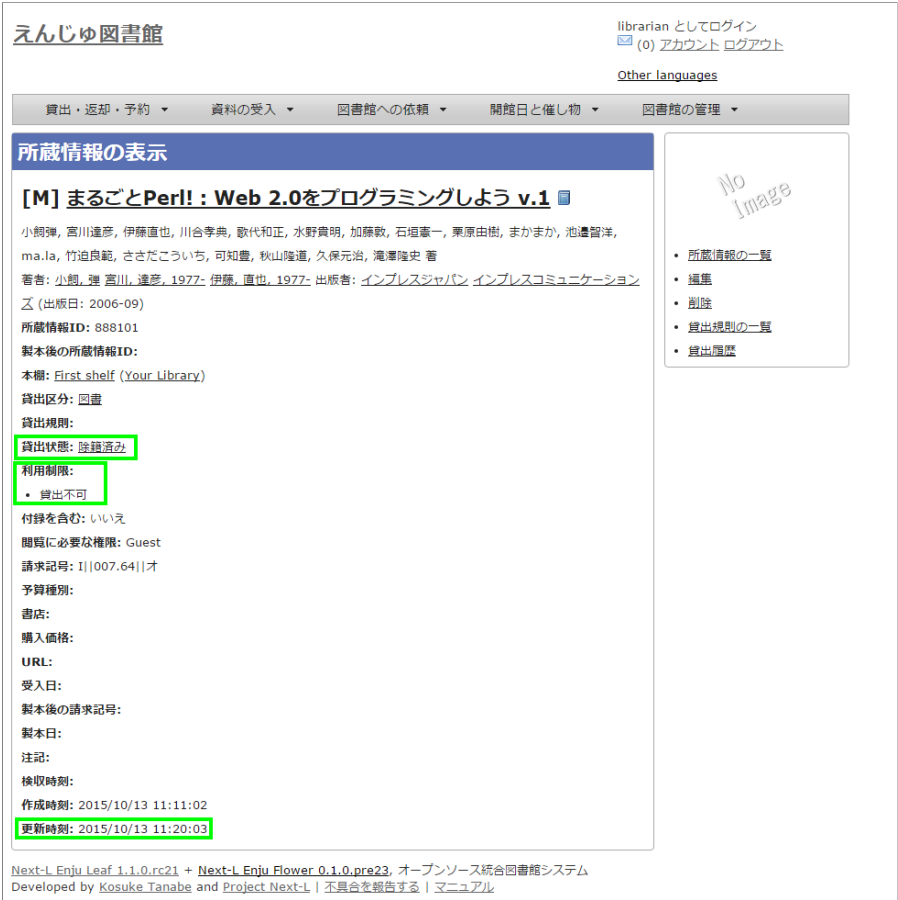 えんじゅ図書館
librarian としてログイン
(0) アカウント ログアウト
Other languages
貸出・返却・予約 ▼ 資料の受入 ▼ 図書館への依頼 ▼ 開館日と催し物 ▼ 図書館の管理 ▼
所蔵情報の表示
[M] まるごとPerl! : Web 2.0をプログラミングしよう v.1
小飼弾, 宮川達彦, 伊藤直也, 川合孝典, 歌代和正, 水野貴明, 加藤敦, 石垣憲一, 栗原由樹, まかまか, 池邉智洋,
ma.la, 竹迫良範, ささだこういち, 可知豊, 秋山隆道, 久保元治, 滝澤隆史 著
著者: 小飼, 弾 宮川, 達彦, 1977- 伊藤, 直也, 1977- 出版者: インプレスジャパン インプレスコミュニケーション
ズ (出版日: 2006-09)
所蔵情報ID: 888101
製本後の所蔵情報ID:
本棚: First shelf (Your Library)
貸出区分: 図書
貸出規則:
貸出状態: 除籍済み
利用制限:
• 貸出不可
付録を含む: いいえ
閲覧に必要な権限: Guest
請求記号: I||007.64||オ
予算種別:
書店:
購入価格:
URL:
受入日:
製本後の請求記号:
製本日:
注記:
検収時刻:
作成時刻: 2015/10/13 11:11:02
更新時刻: 2015/10/13 11:20:03
No
Image
• 所蔵情報の一覧
• 編集
• 削除
• 貸出規則の一覧
• 貸出履歴
Next-L Enju Leaf 1.1.0.rc21 + Next-L Enju Flower 0.1.0.pre23, オープンソース統合図書館システム
Developed by Kosuke Tanabe and Project Next-L | 不具合を報告する | マニュアル